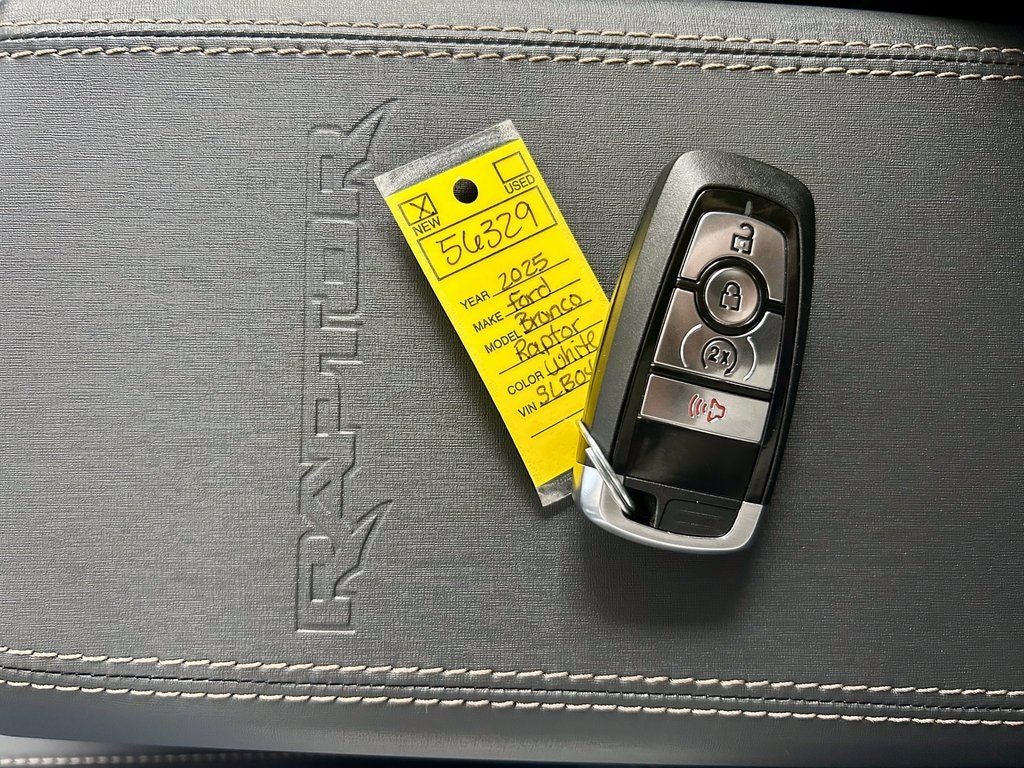 RAPTOR
X
NEW
USED
56329
YEAR 2025
MAKE Ford
MODEL Bronco
Raptor
COLOR White
VIN SLB04
2x